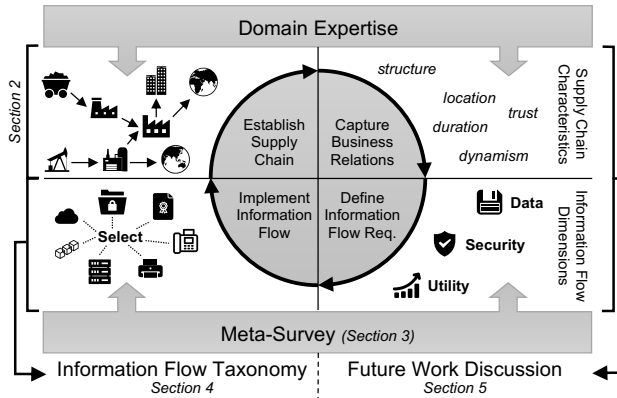 Domain Expertise
Section 2
structure
location
trust
duration
dynamism
Supply Chain
Characteristics
Establish
Supply
Chain
Capture
Business
Relations
Implement
Information
Flow
Define
Information
Flow Req.
Select
Data
Security
Utility
Information Flow
Dimensions
Meta-Survey (Section 3)
Information Flow Taxonomy
Section 4
Future Work Discussion
Section 5